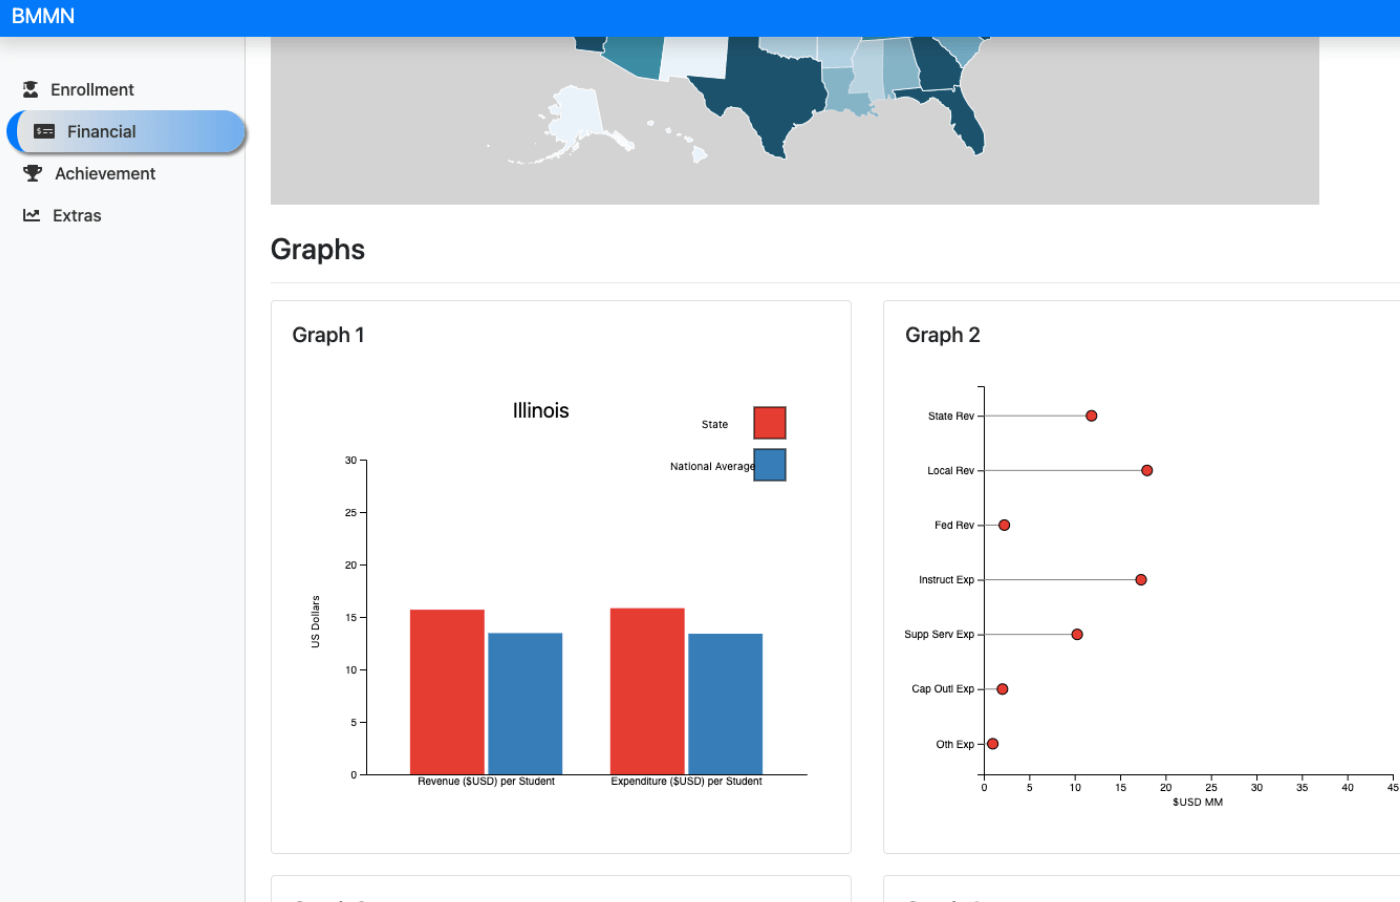 BMMN
Enrollment
Financial
Achievement
Extras
Graphs
Graph 1
Illinois
State
National Average
30
25
20
15
10
5
0
US Dollars
Revenue ($USD) per Student
Expenditure ($USD) per Student
Graph 2
State Rev
Local Rev
Fed Rev
Instruct Exp
Supp Serv Exp
Cap Outl Exp
Oth Exp
0 5 10 15 20 25 30 35 40 45
$USD MM